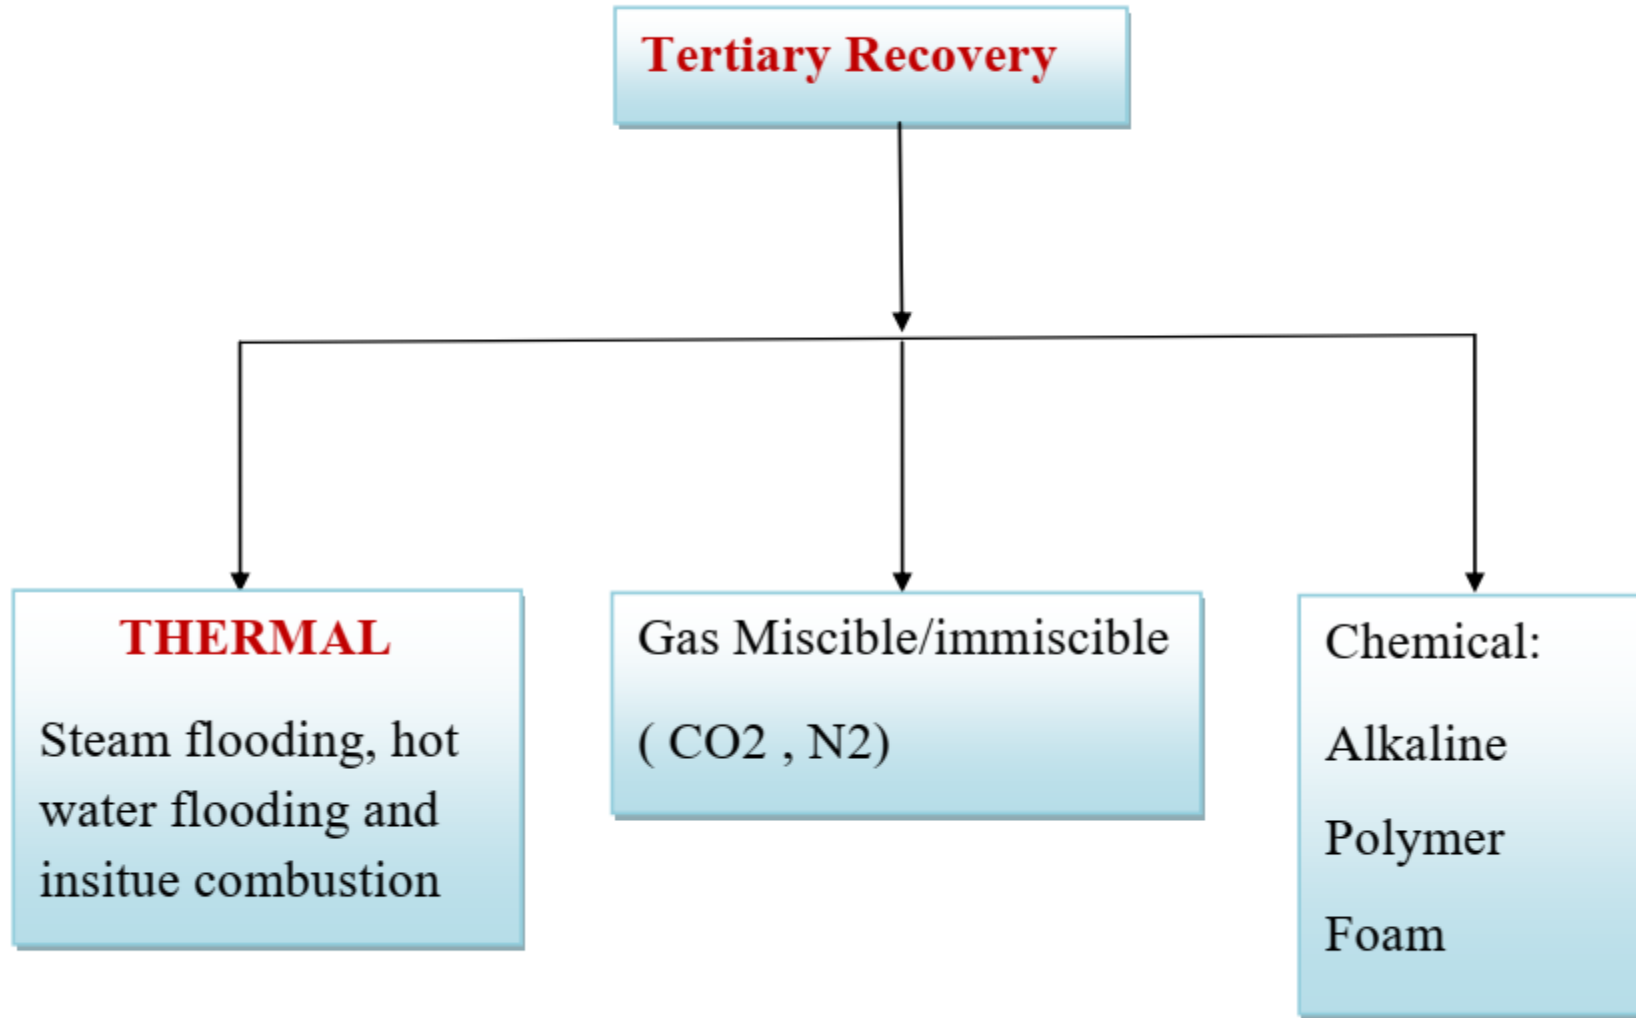 Tertiary Recovery
THERMAL
Steam flooding, hot
water flooding and
insitue combustion
Gas Miscible/immiscible
( CO2 , N2)
Chemical:
Alkaline
Polymer
Foam